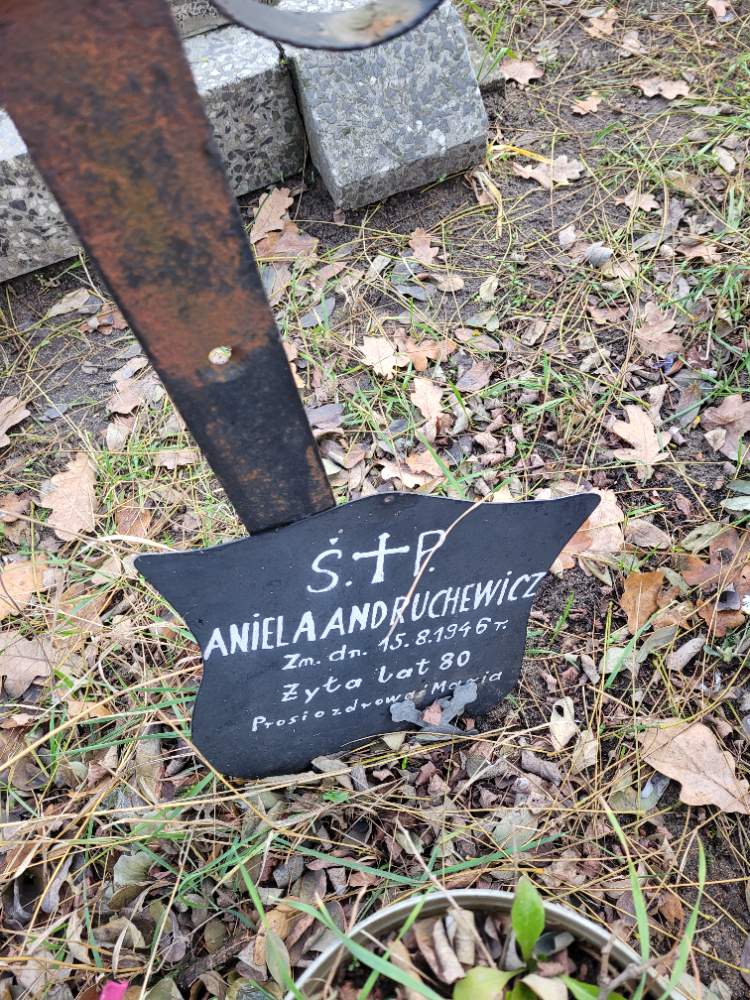 Ś. ✝ P.
ANIELA ANDRUCHEWICZ
Zm. dn. 15.8.1946 r.
Żyła lat 80
Prosi o zdrowaś Maria